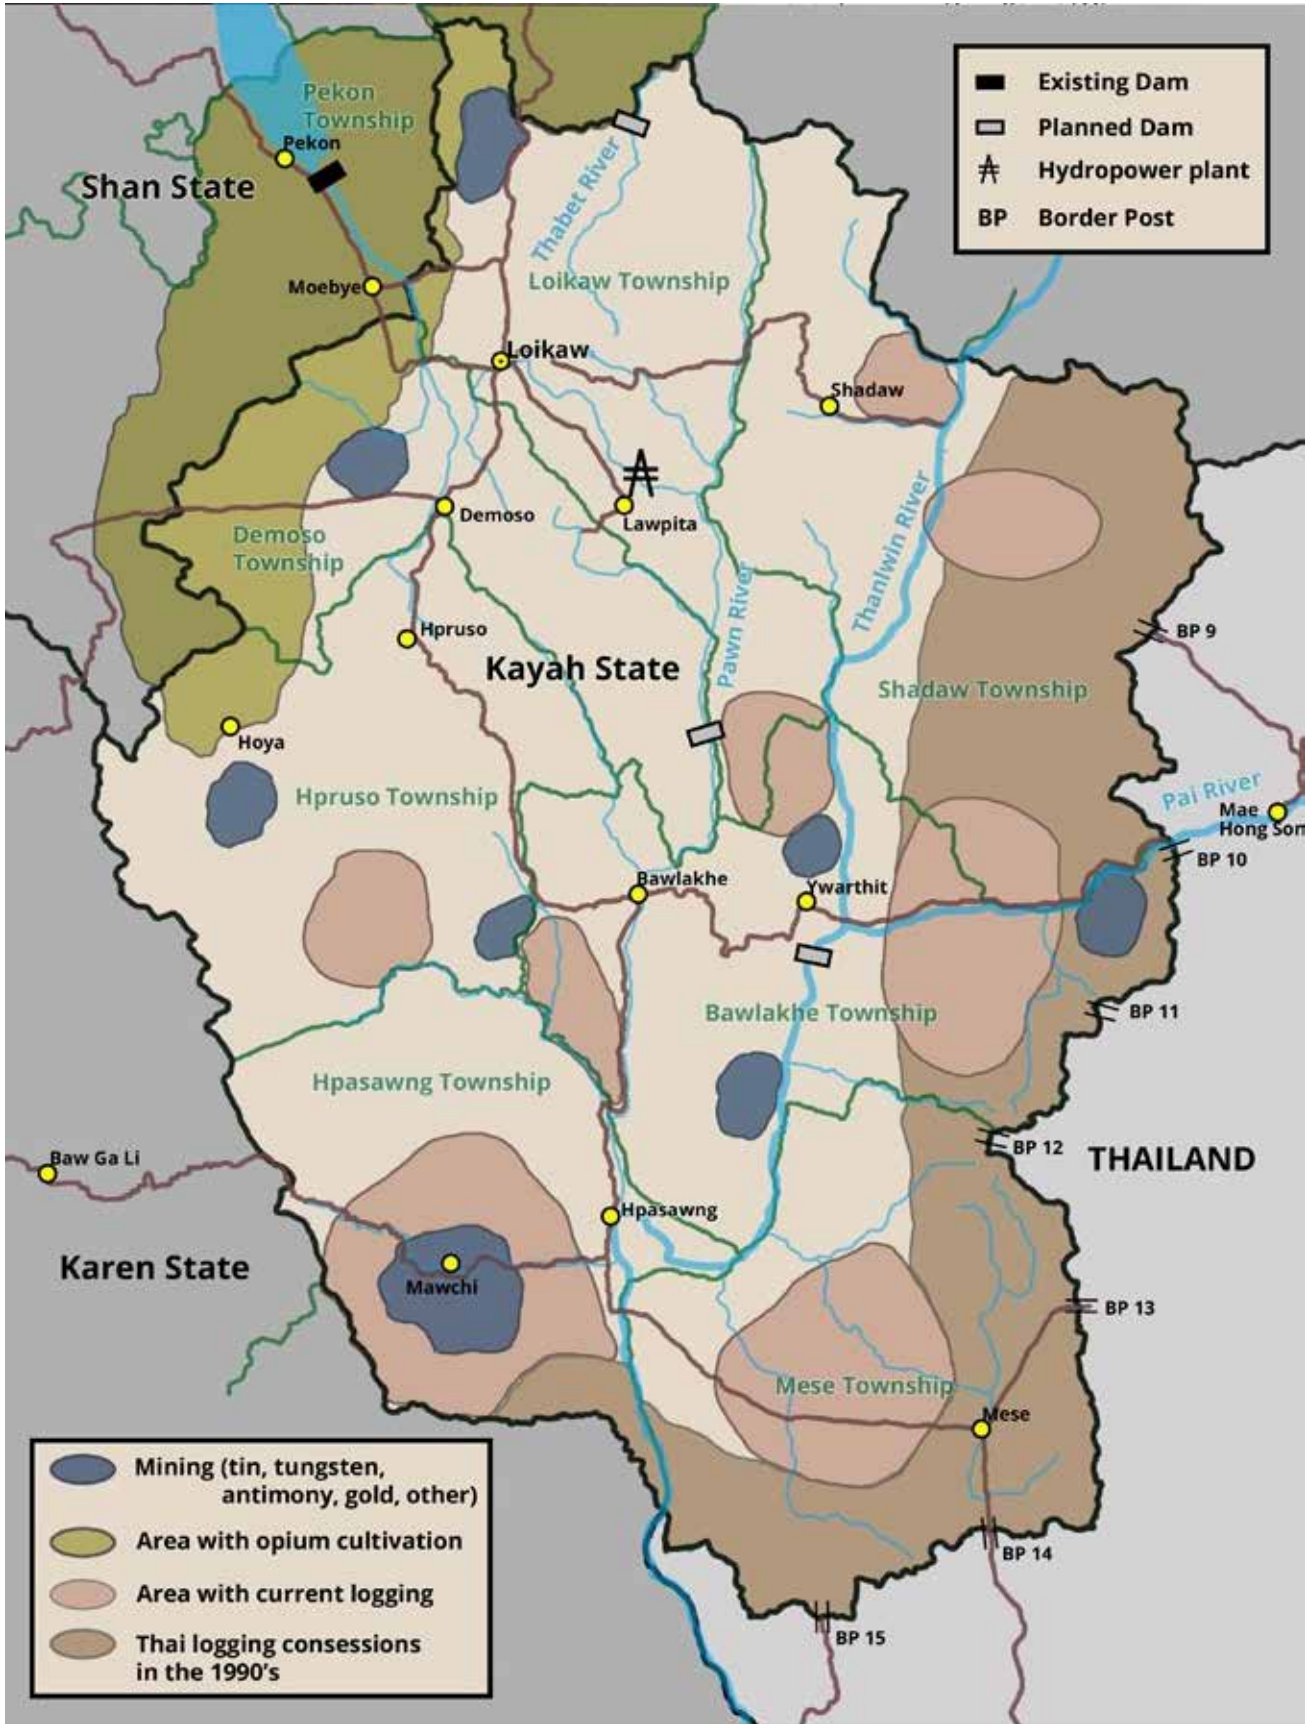 Existing Dam
Planned Dam
Hydropower plant
BP Border Post
Pekon
Township
Pekon
Shan State
Thabet River
Moebye
Loikaw Township
Loikaw
Shadaw
Lawpita
Demoso
Demoso
Township
Thanlwin River
Pawn River
Hpruso
BP 9
Kayah State
Shadaw Township
Hoya
Hpruso Township
Pai River
Mae
Hong Son
BP 10
Bawlakhe
Ywarthit
Bawlakhe Township
BP 11
Hpasawng Township
BP 12
THAILAND
Baw Ga Li
Hpasawng
Karen State
Mawchi
BP 13
Mese Township
Mese
BP 14
BP 15
Mining (tin, tungsten,
antimony, gold, other)
Area with opium cultivation
Area with current logging
Thai logging consessions
in the 1990's